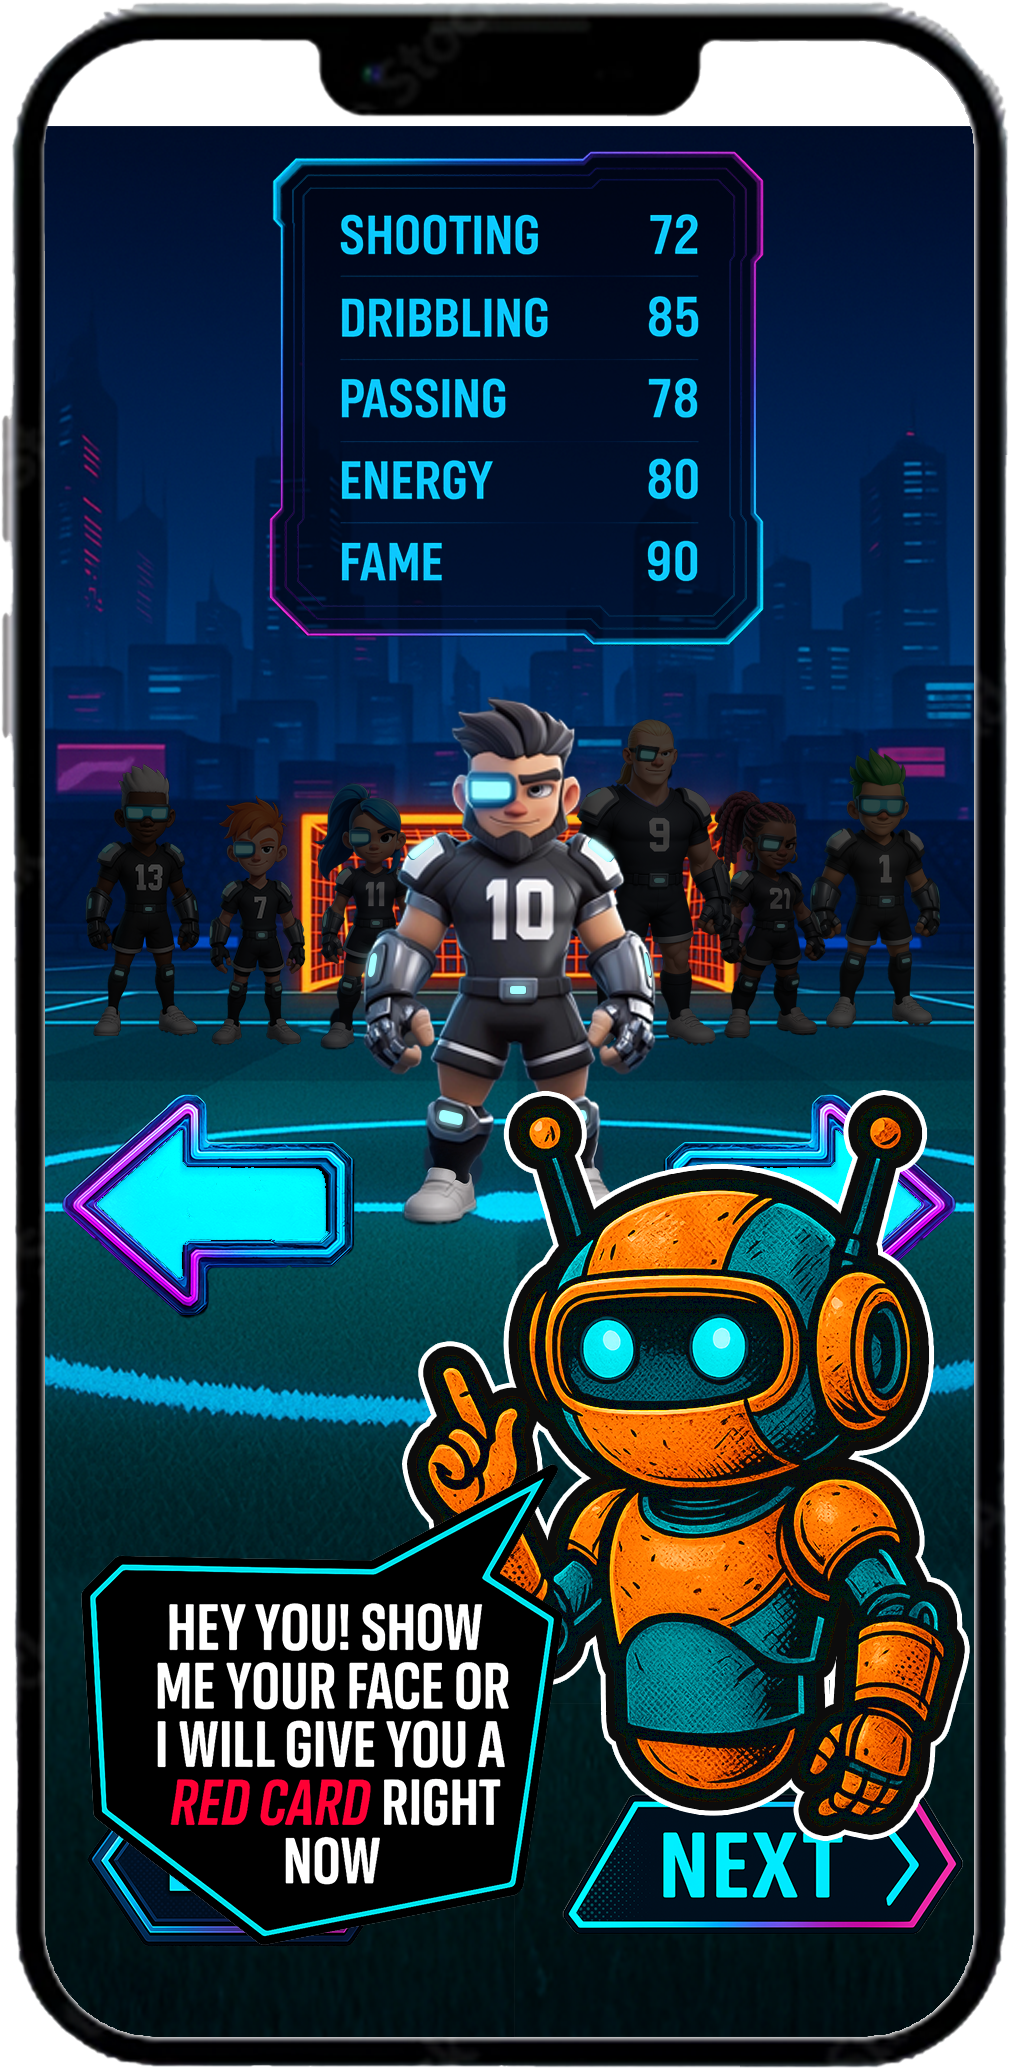 SHOOTING 72
DRIBBLING 85
PASSING 78
ENERGY 80
FAME 90
9
13
7
11
10
21
1
HEY YOU! SHOW
ME YOUR FACE OR
I WILL GIVE YOU A
RED CARD RIGHT
NOW
NEXT